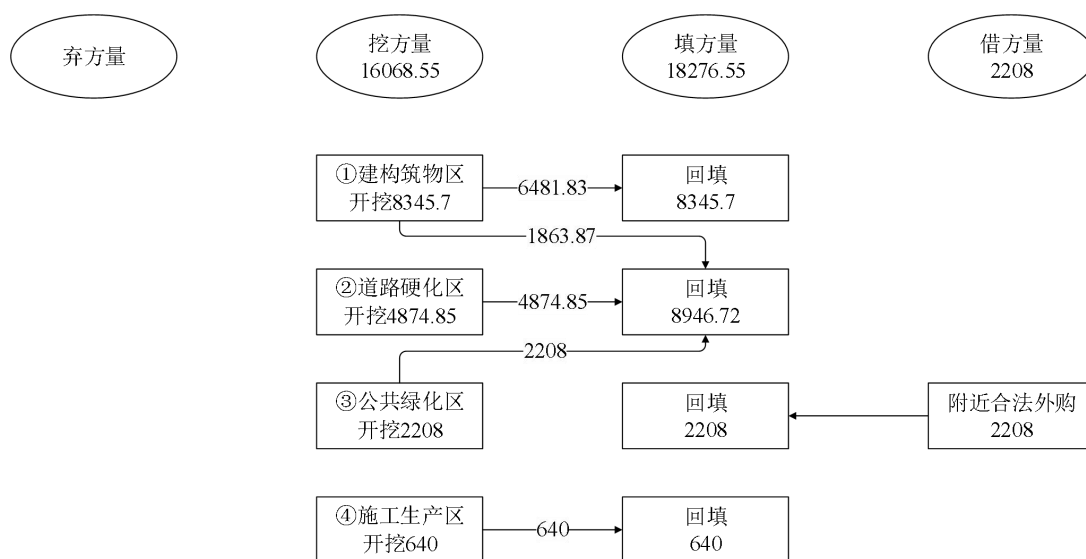 弃方量
挖方量
16068.55
填方量
18276.55
借方量
2208
①建构筑物区
开挖8345.7
6481.83
回填
8345.7
1863.87
②道路硬化区
开挖4874.85
4874.85
回填
8946.72
2208
③公共绿化区
开挖2208
回填
2208
附近合法外购
2208
④施工生产区
开挖640
640
回填
640